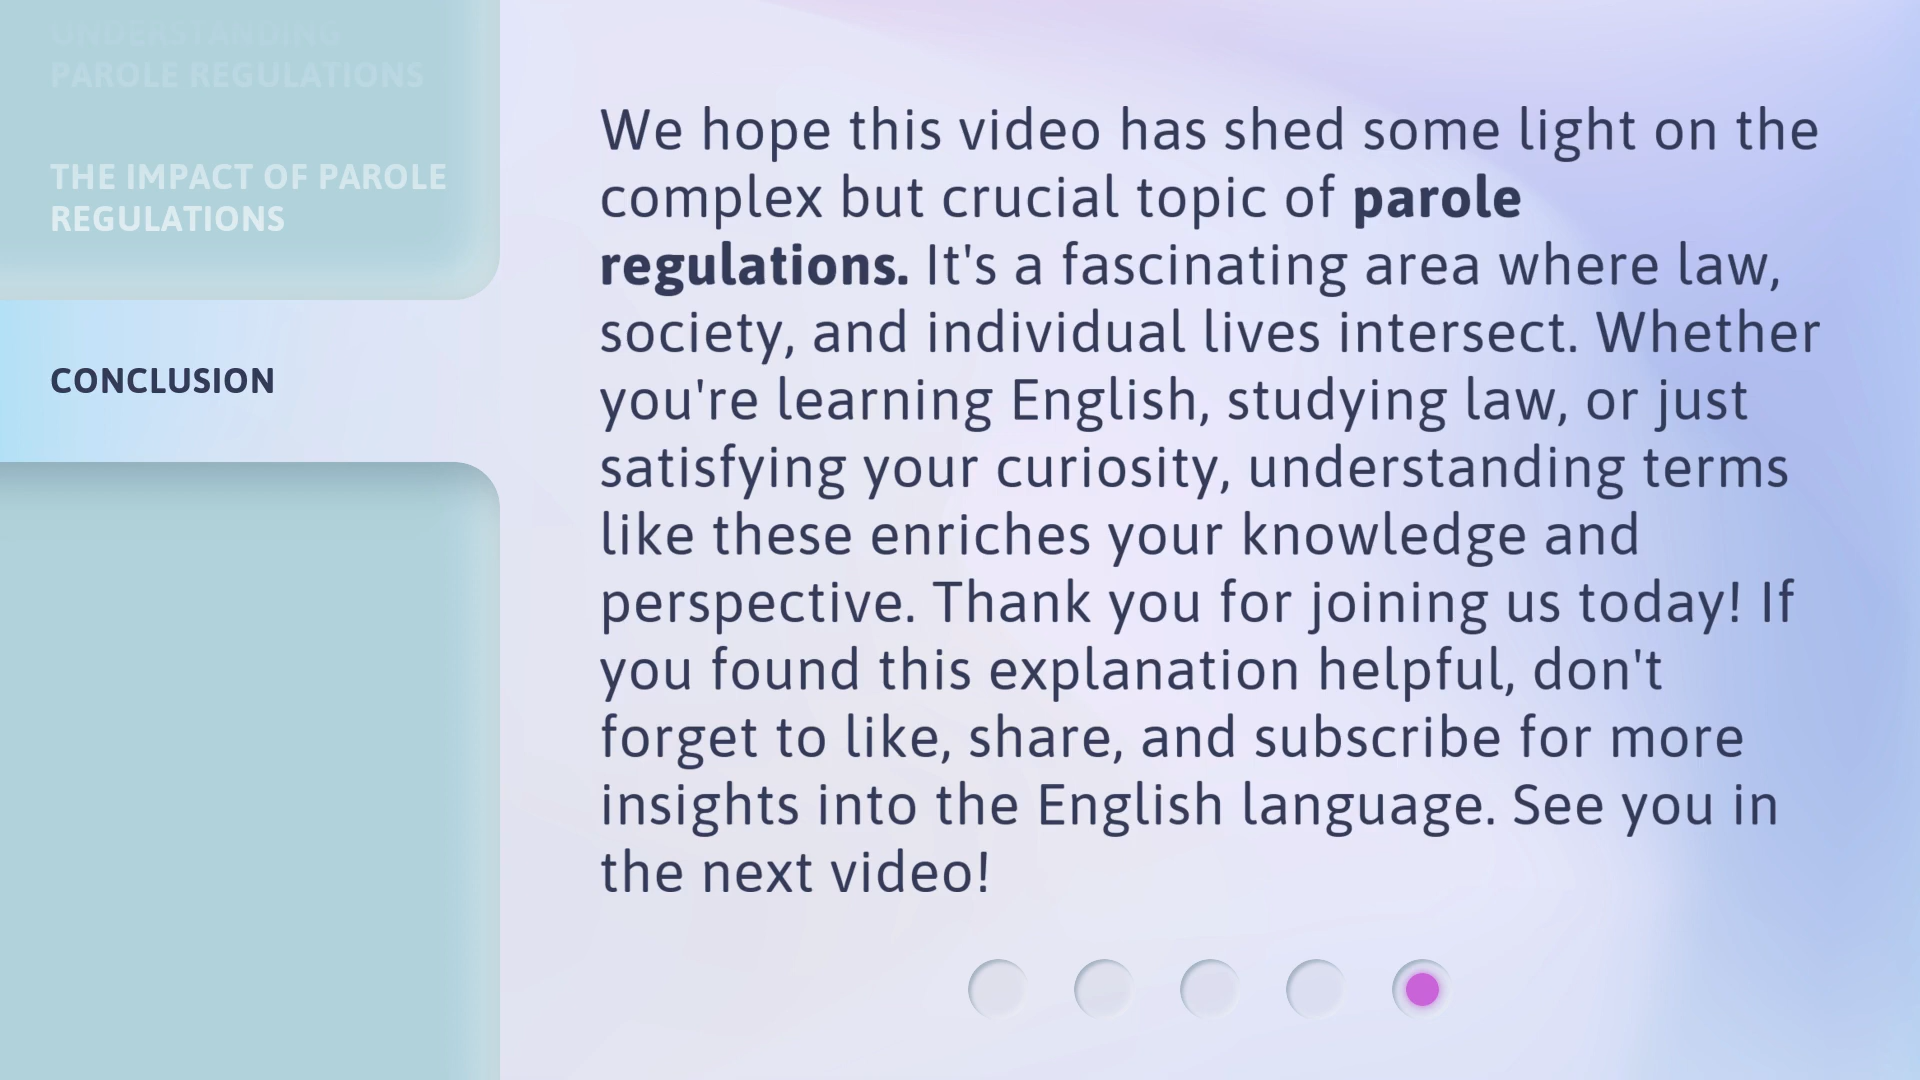 UNDERSTANDING
PAROLE REGULATIONS
THE IMPACT OF PAROLE
REGULATIONS
CONCLUSION
We hope this video has shed some light on the
complex but crucial topic of parole
regulations. It's a fascinating area where law,
society, and individual lives intersect. Whether
you're learning English, studying law, or just
satisfying your curiosity, understanding terms
like these enriches your knowledge and
perspective. Thank you for joining us today! If
you found this explanation helpful, don't
forget to like, share, and subscribe for more
insights into the English language. See you in
the next video!